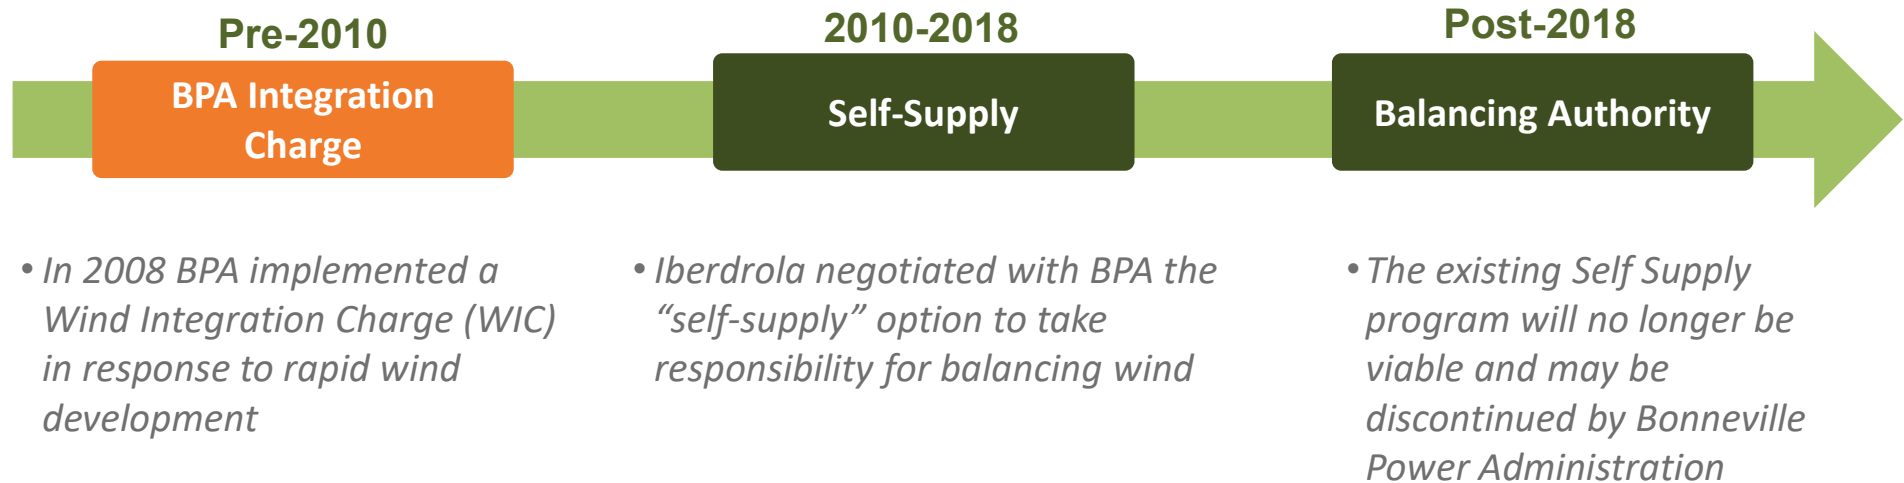 Pre-2010
BPA Integration
Charge
• In 2008 BPA implemented a
Wind Integration Charge (WIC)
in response to rapid wind
development
2010-2018
Self-Supply
• Iberdrola negotiated with BPA the
“self-supply” option to take
responsibility for balancing wind
Post-2018
Balancing Authority
• The existing Self Supply
program will no longer be
viable and may be
discontinued by Bonneville
Power Administration